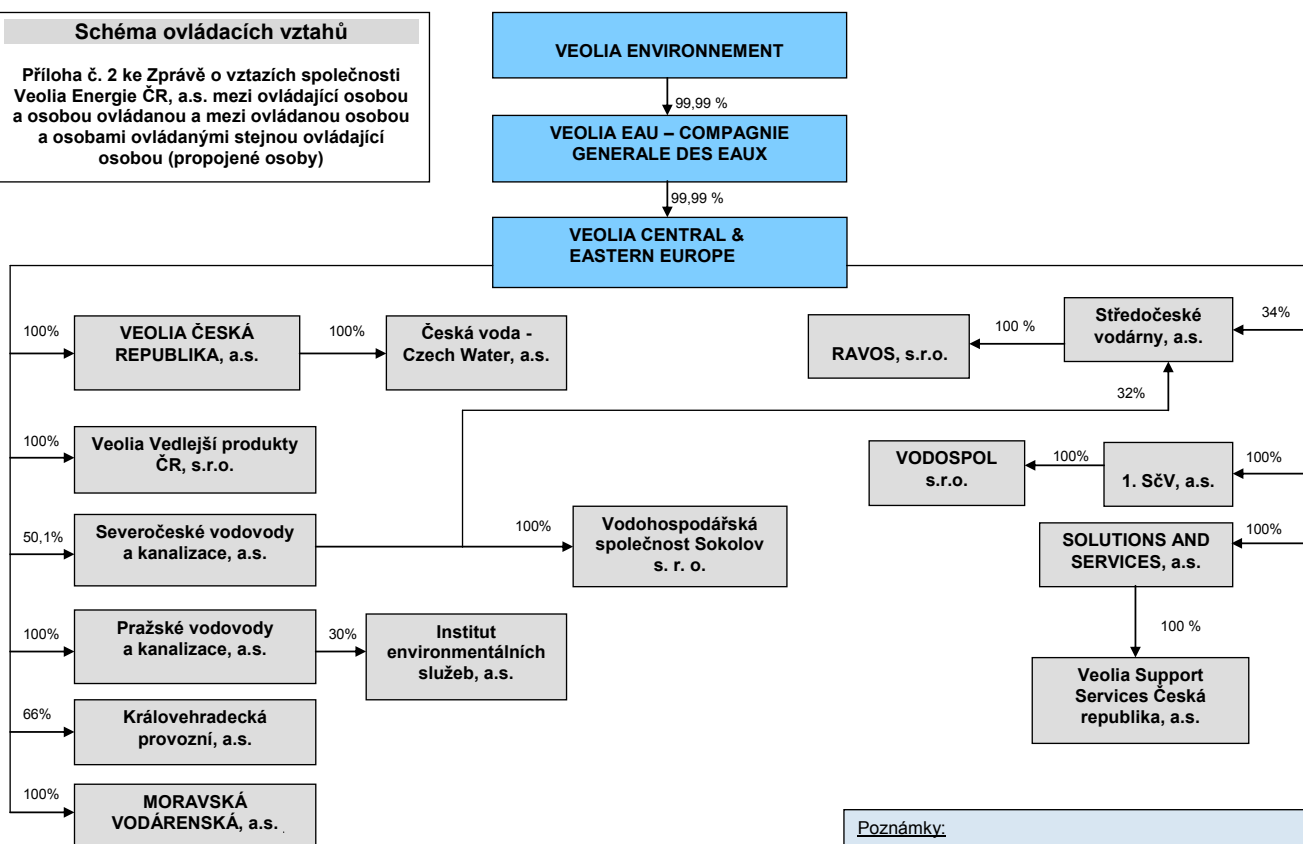 Schéma ovládacích vztahů
Příloha č. 2 ke Zprávě o vztazích společnosti
Veolia Energie ČR, a.s. mezi ovládající osobou
a osobou ovládanou a mezi ovládanou osobou
a osobami ovládanými stejnou ovládající
osobou (propojené osoby)
VEOLIA ENVIRONNEMENT
99,99 %
VEOLIA EAU – COMPAGNIE
GENERALE DES EAUX
99,99 %
VEOLIA CENTRAL &
EASTERN EUROPE
100%
VEOLIA ČESKÁ
REPUBLIKA, a.s.
100%
Česká voda -
Czech Water, a.s.
RAVOS, s.r.o.
100 %
Středočeské
vodárny, a.s.
34%
32%
100%
Veolia Vedlejší produkty
ČR, s.r.o.
VODOSPOL
s.r.o.
100%
1. SčV, a.s.
100%
50,1%
Severočeské vodovody
a kanalizace, a.s.
100%
Vodohospodářská
společnost Sokolov
s. r. o.
SOLUTIONS AND
SERVICES, a.s.
100%
100%
Pražské vodovody
a kanalizace, a.s.
30%
Institut
environmentálních
služeb, a.s.
100 %
Veolia Support
Services Česká
republika, a.s.
66%
Královehradecká
provozní, a.s.
100%
MORAVSKÁ
VODÁRENSKÁ, a.s.
Poznámky: